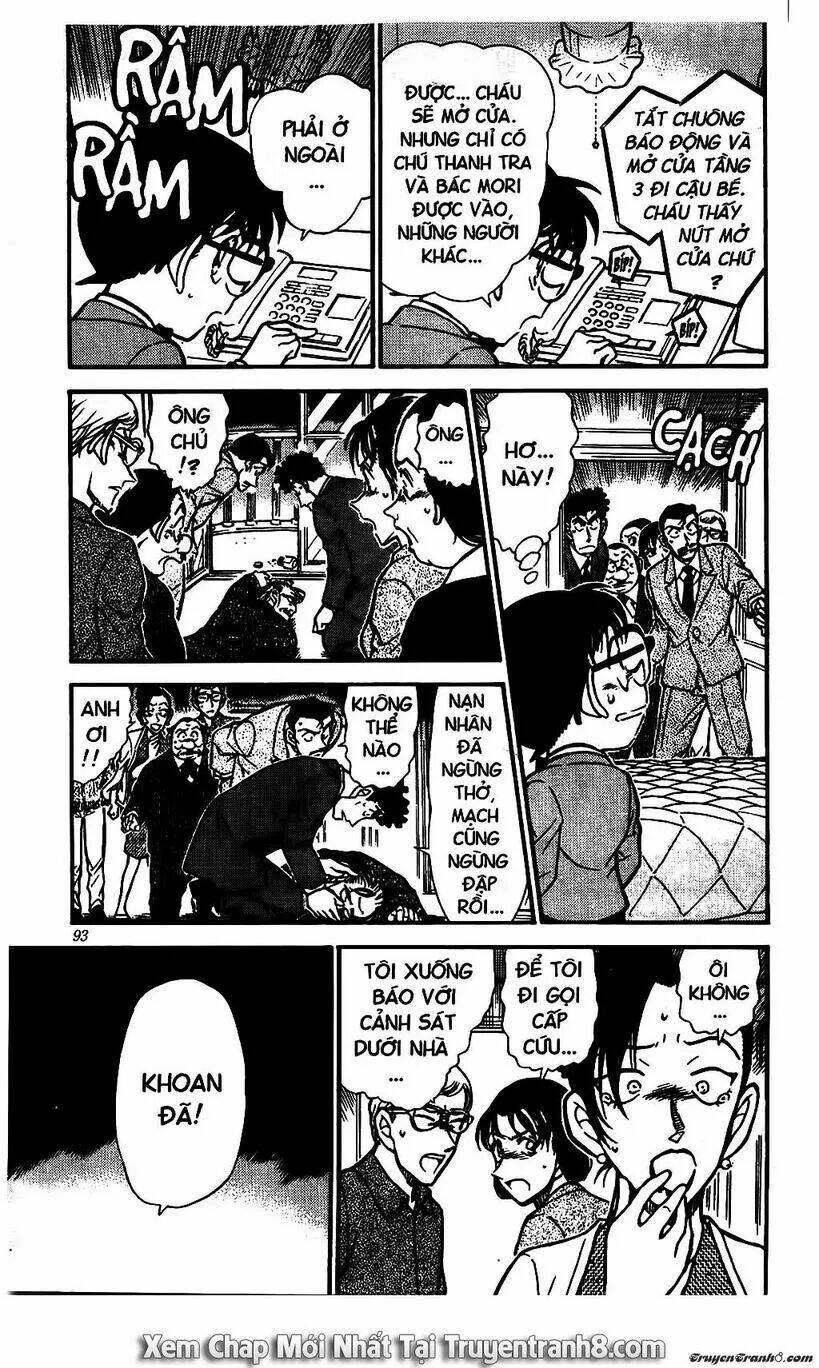 TẮT CHUÔNG
BÁO ĐỘNG VÀ
MỞ CỬA TẦNG
3 ĐI CẬU BÉ.
CHÁU THẤY
NÚT MỞ
CỬA CHỨ
?
ĐƯỢC... CHÁU
SẼ MỞ CỬA.
NHƯNG CHỈ CÓ
CHÚ THANH TRA
VÀ BÁC MORI
ĐƯỢC VÀO,
NHỮNG NGƯỜI
KHÁC...
BÍP!
BÍP!
PHẢI Ở
NGOÀI
...
RẦM
RẦM
CẠCH
HƠ...
NÀY!
ÔNG
...
ÔNG
CHỦ
!?
NẠN
NHÂN
ĐÃ
NGỪNG
THỞ,
MẠCH
CŨNG
NGỪNG
ĐẬP
RỒI...
KHÔNG
THỂ
NÀO
...
ANH
ƠI
!!
93
ÔI
KHÔNG
...
ĐỂ TÔI
ĐI GỌI
CẤP
CỨU...
TÔI XUỐNG
BÁO VỚI
CẢNH SÁT
DƯỚI NHÀ
...
KHOAN
ĐÃ!
Xem Chap Mới Nhất Tại Truyentranh8.com
TruyenTranh8.com